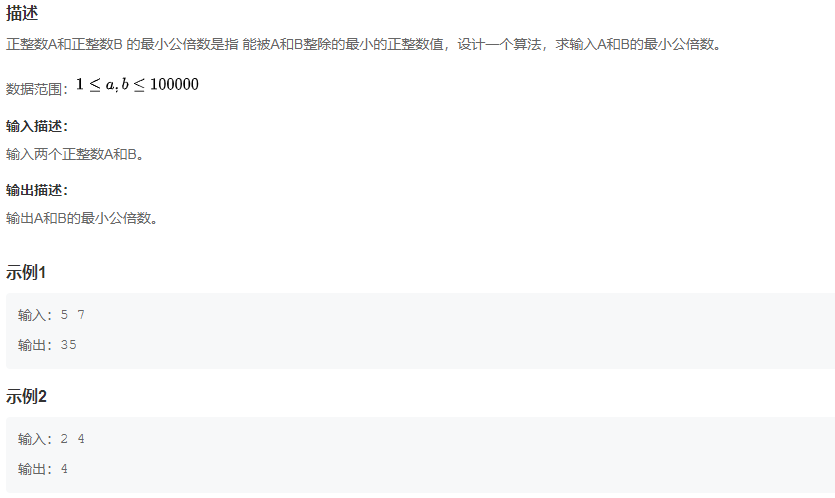 描述
正整数A和正整数B 的最小公倍数是指 能被A和B整除的最小的正整数值，设计一个算法，求输入A和B的最小公倍数。
数据范围：1 ≤ a, b ≤ 100000
输入描述：
输入两个正整数A和B。
输出描述：
输出A和B的最小公倍数。
示例1
输入：5 7
输出：35
示例2
输入：2 4
输出：4